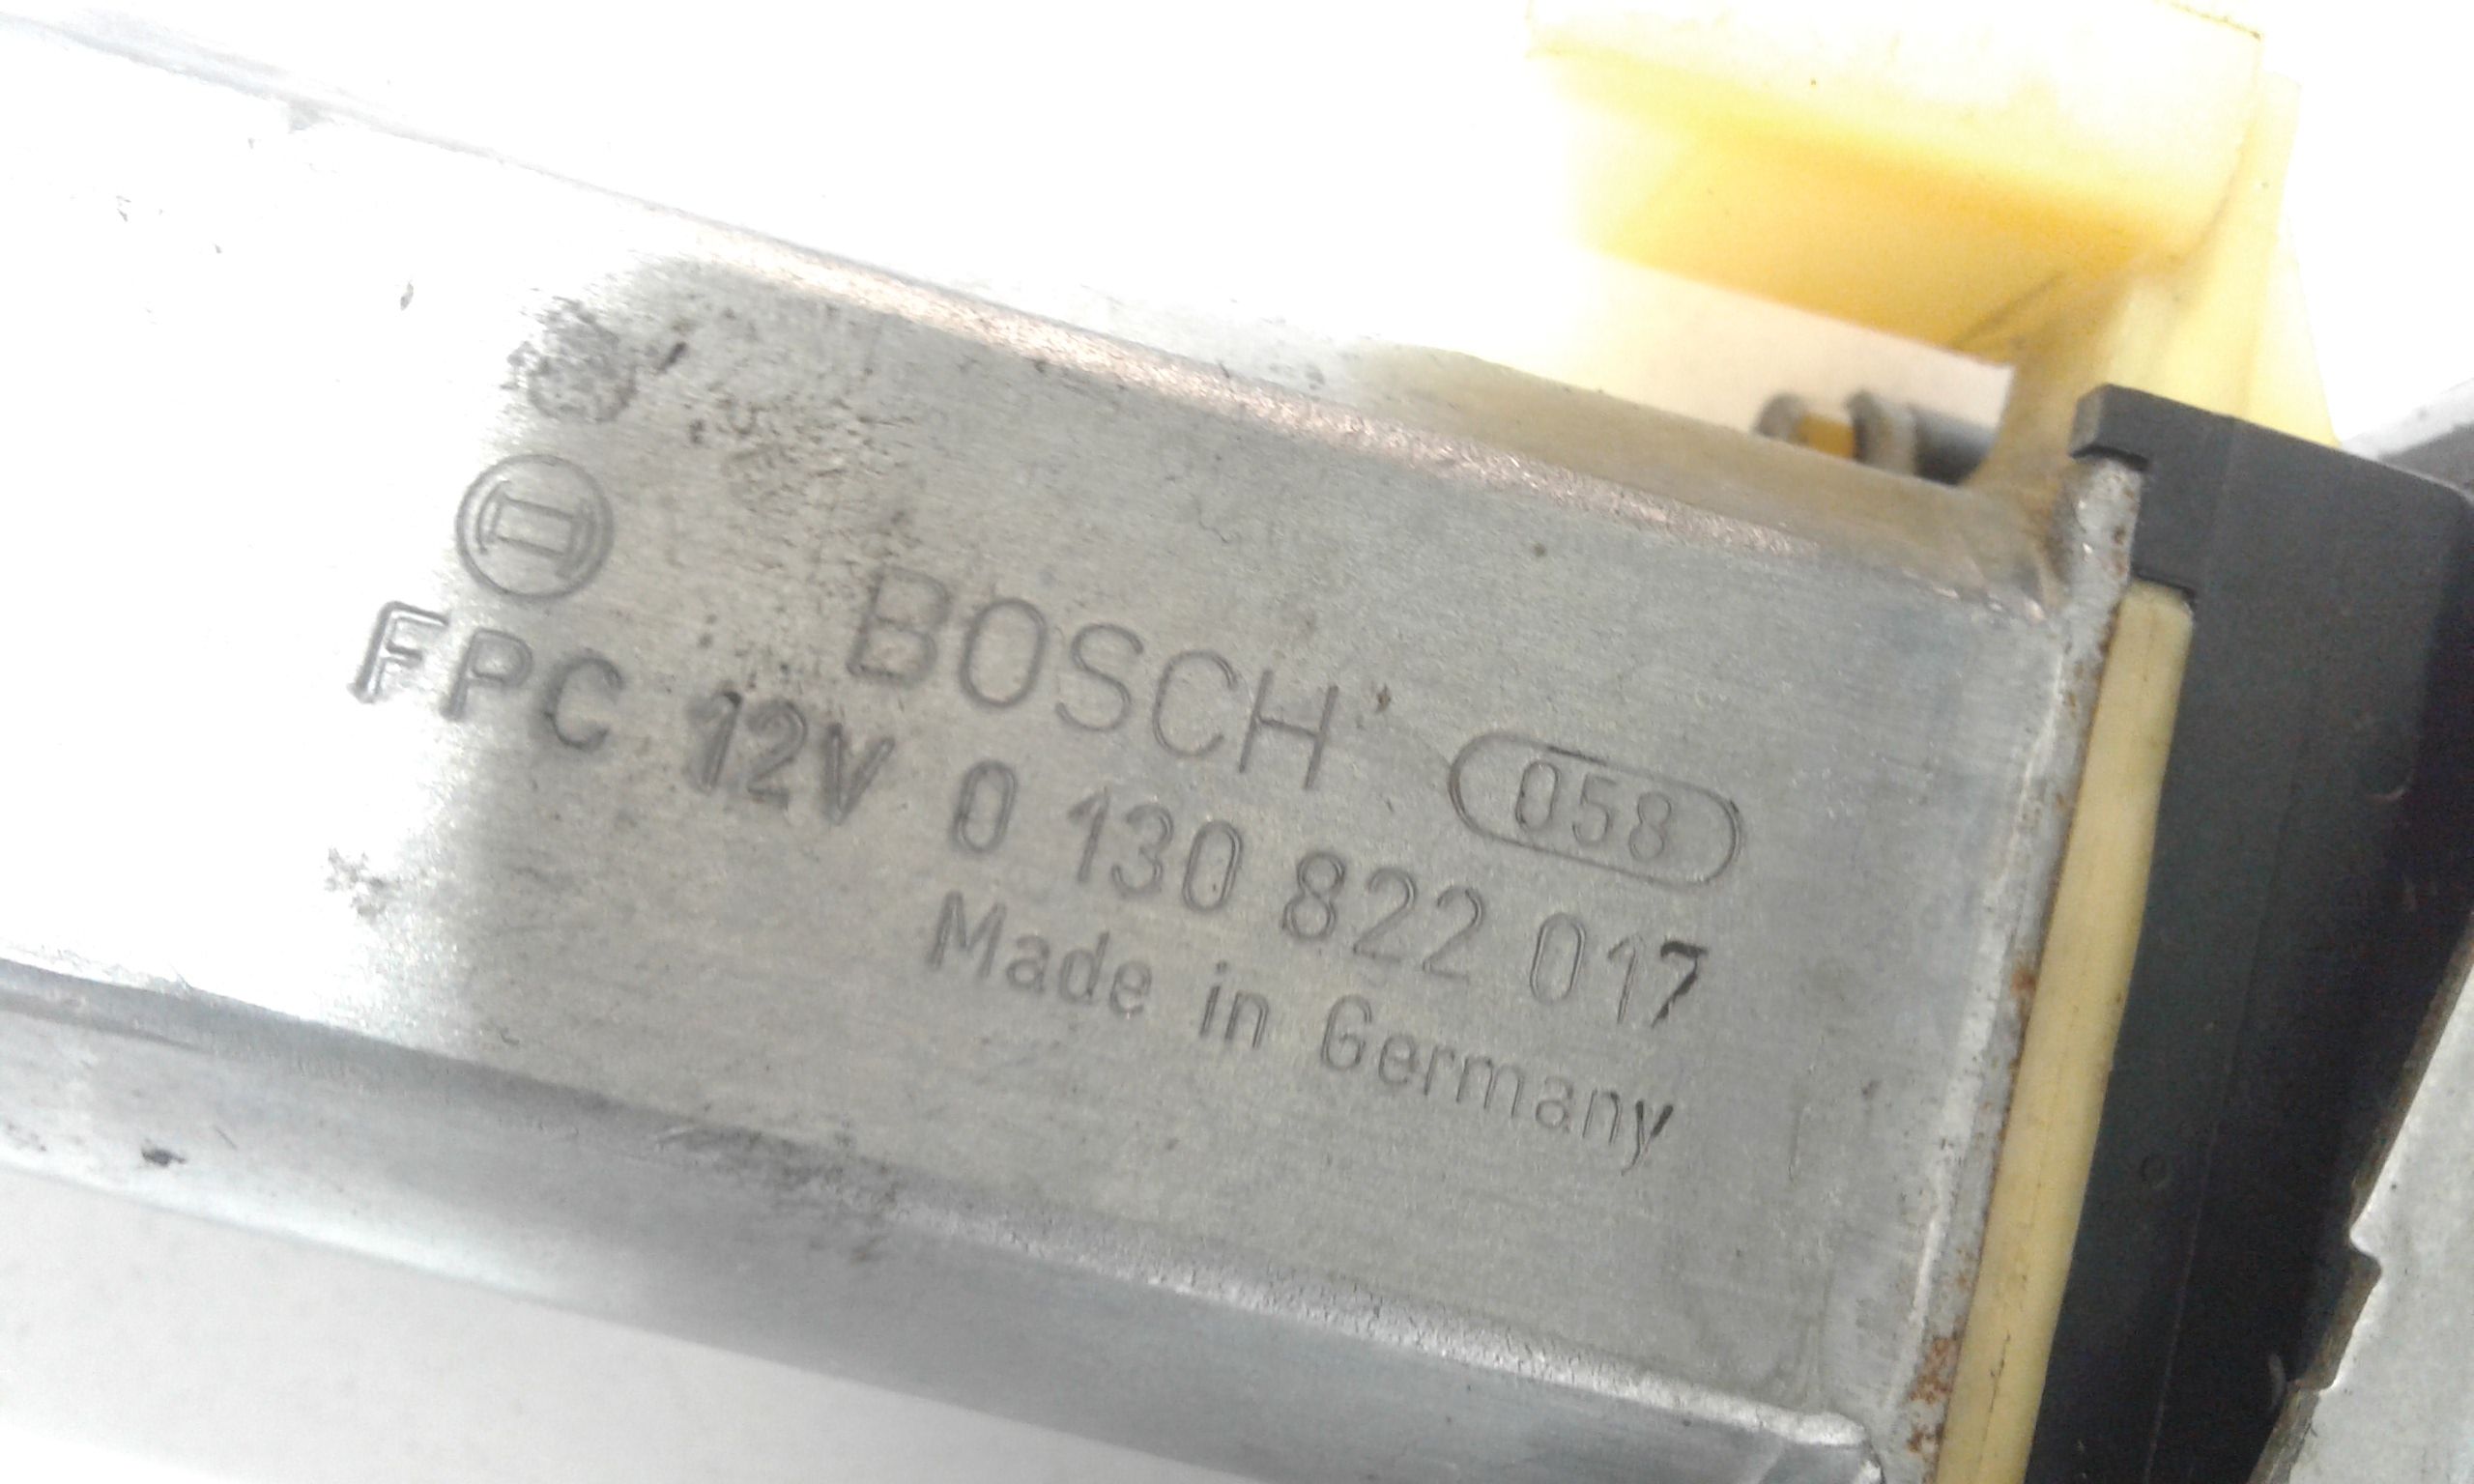 BOSCH 058
FPC 12V 0 130 822 017
Made in Germany